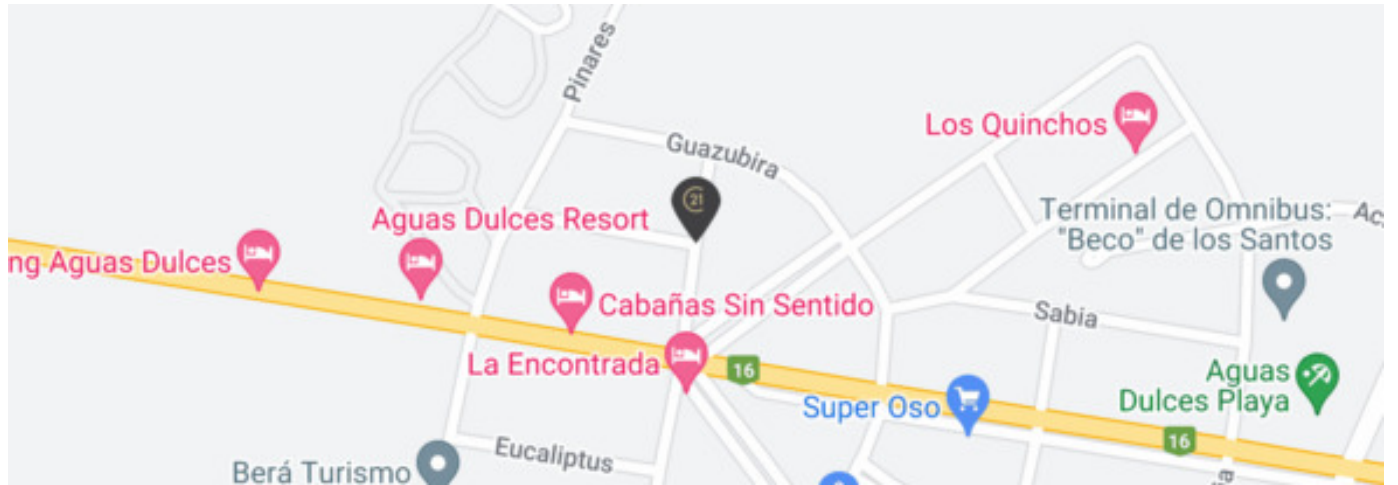 Pinares
Guazubira
Los Quinchos
21
Aguas Dulces Resort
Terminal de Omnibus:
"Beco" de los Santos
ng Aguas Dulces
Cabañas Sin Sentido
Sabia
La Encontrada
16
Aguas
Dulces Playa
Super Oso
16
Eucaliptus
Berá Turismo